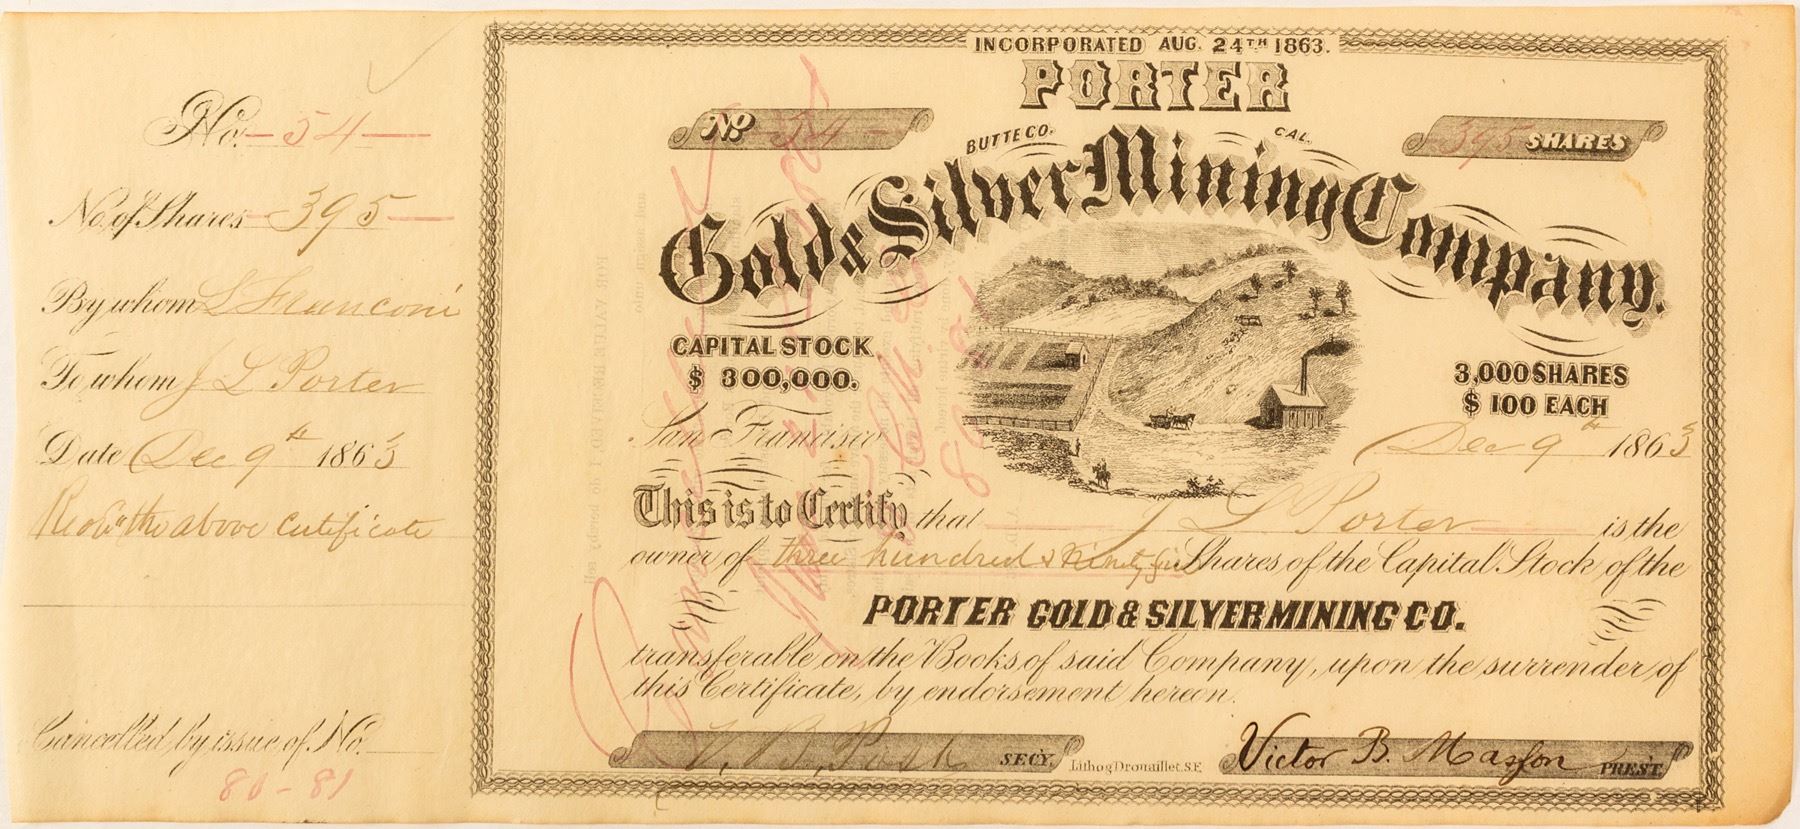 No. 54
No. of Shares 395
By whom L Franconi
To whom J L Porter
Date Dec 9th 1863
the above certificate
Cancelled by issue of No.
80 - 81
INCORPORATED AUG. 24TH 1863.
PORTER
No 54
BUTTE CO. CAL.
395 SHARES
Gold & Silver Mining Company.
CAPITAL STOCK
$ 300,000.
3,000 SHARES
$ 100 EACH
San Francisco Dec 9th 1863
This is to Certify that J L Porter is the
owner of three hundred & Ninety five Shares of the Capital Stock of the
PORTER GOLD & SILVER MINING CO.
transferable on the Books of said Company, upon the surrender of
this Certificate, by endorsement hereon.
V. B. Post SECY.
Lithog Drouaillet. S.F.
Victor B. Masson PREST.